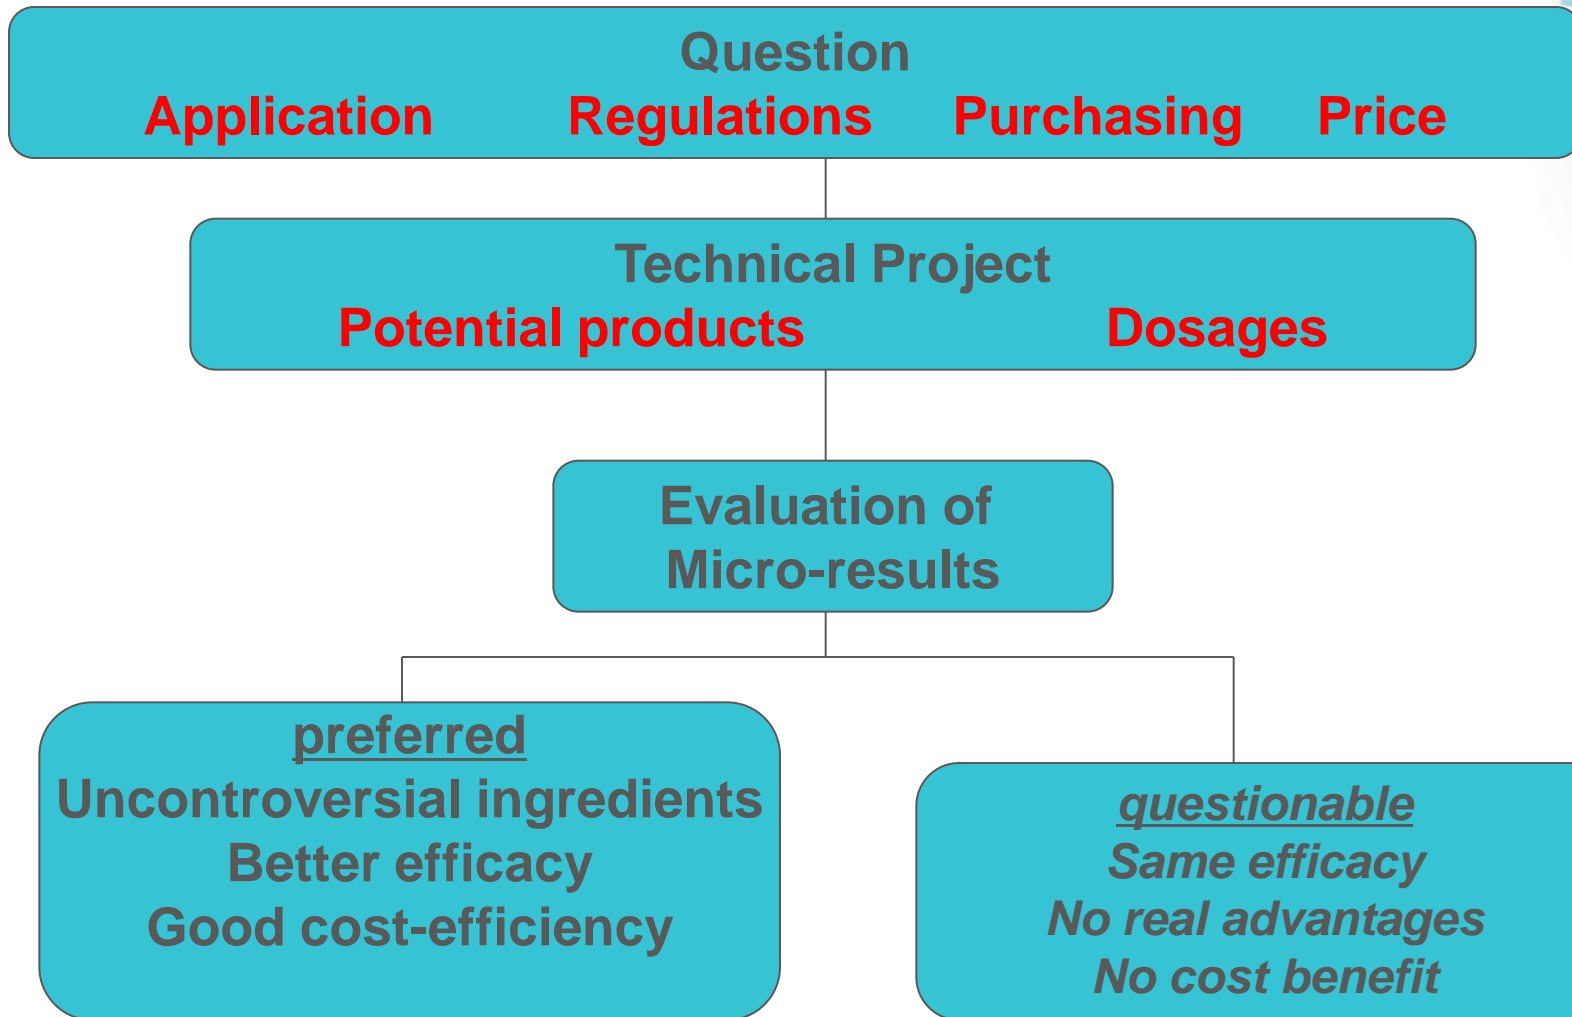 Question
Application Regulations Purchasing Price
Technical Project
Potential products Dosages
Evaluation of
Micro-results
preferred
Uncontroversial ingredients
Better efficacy
Good cost-efficiency
questionable
Same efficacy
No real advantages
No cost benefit